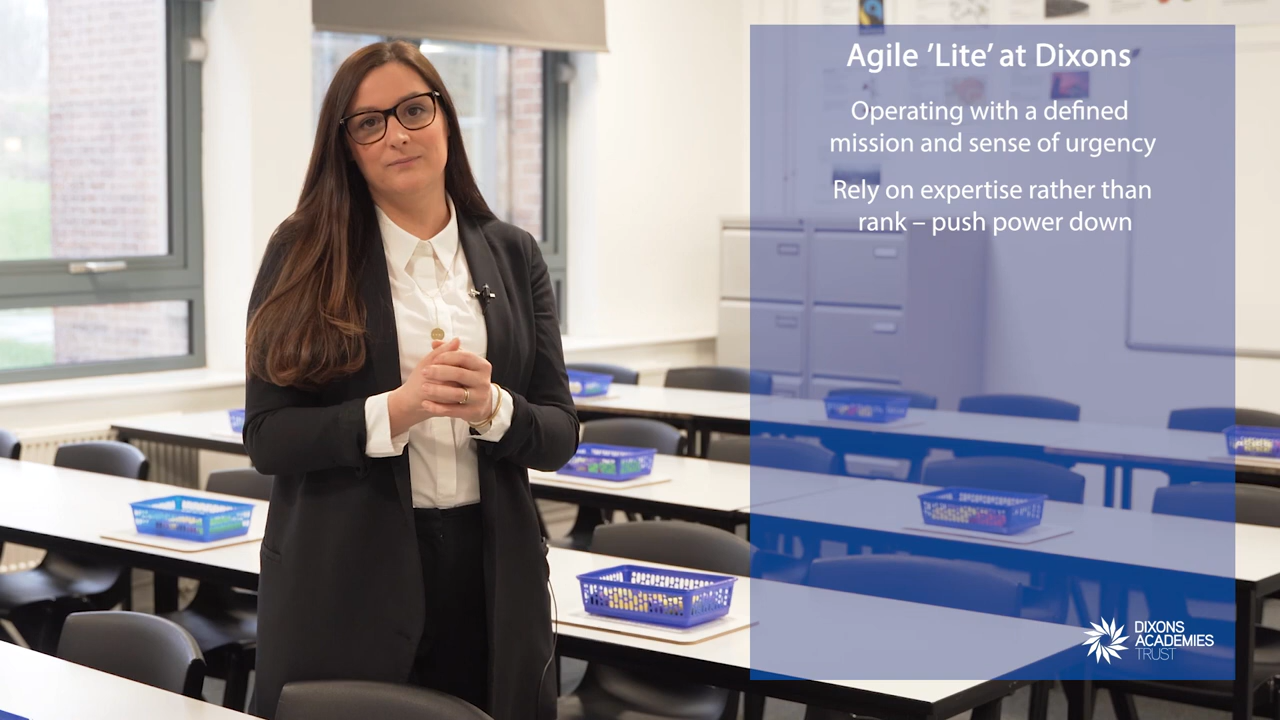 Agile ’Lite’ at Dixons
Operating with a defined
mission and sense of urgency
Rely on expertise rather than
rank – push power down
DIXONS
ACADEMIES
TRUST